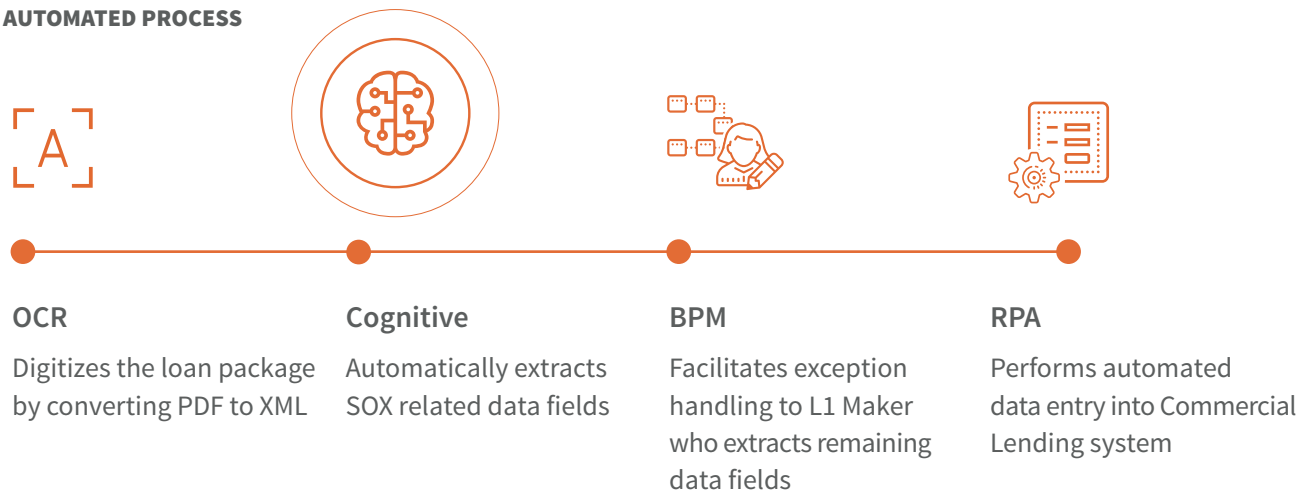 AUTOMATED PROCESS
A
OCR
Digitizes the loan package
by converting PDF to XML
Cognitive
Automatically extracts
SOX related data fields
BPM
Facilitates exception
handling to L1 Maker
who extracts remaining
data fields
RPA
Performs automated
data entry into Commercial
Lending system